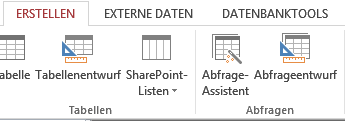 ERSTELLEN EXTERNE DATEN DATENBANKTOOLS
abelle Tabellenentwurf SharePoint- Abfrage- Abfrageentwurf
Listen Assistent
Tabellen Abfragen